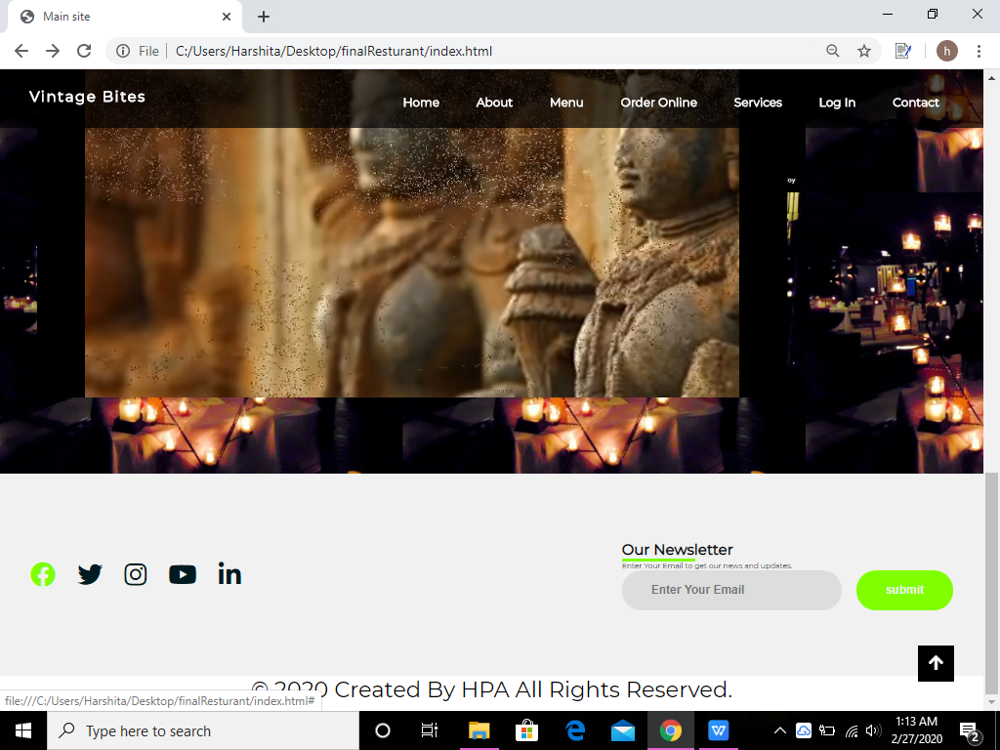 Main site
File
C:/Users/Harshita/Desktop/finalResturant/index.html
h
Vintage Bites
Home About Menu Order Online Services Log In Contact
oy
Our Newsletter
Enter Your Email to get our news and updates.
Enter Your Email
submit
© 2020 Created By HPA All Rights Reserved.
file:///C:/Users/Harshita/Desktop/finalResturant/index.html#
Type here to search
1:13 AM
2/27/2020
2